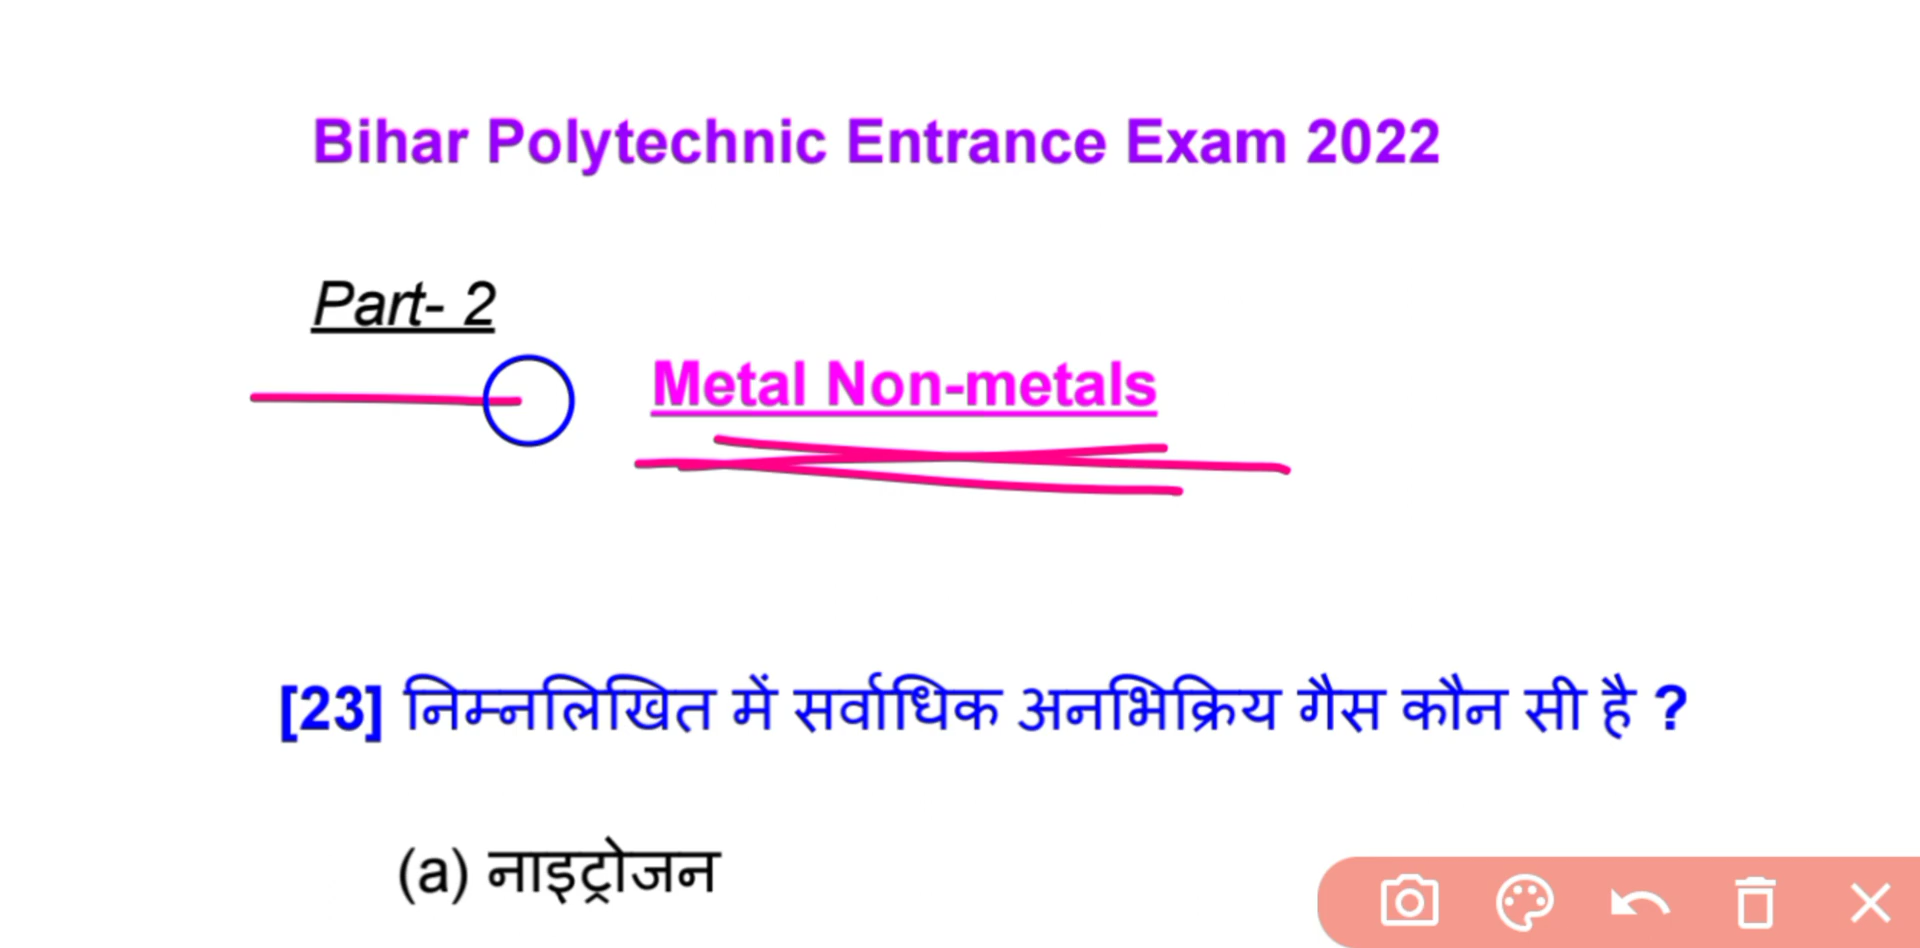 Bihar Polytechnic Entrance Exam 2022
Part- 2
Metal Non-metals
[23] निम्नलिखित में सर्वाधिक अनभिक्रिय गैस कौन सी है ?
(a) नाइट्रोजन